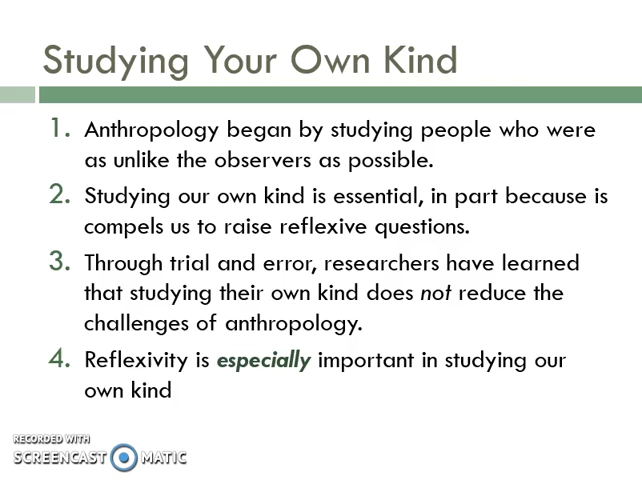 Studying Your Own Kind
1. Anthropology began by studying people who were
as unlike the observers as possible.
2. Studying our own kind is essential, in part because is
compels us to raise reflexive questions.
3. Through trial and error, researchers have learned
that studying their own kind does not reduce the
challenges of anthropology.
4. Reflexivity is especially important in studying our
own kind
RECORDED WITH
SCREENCAST MATIC